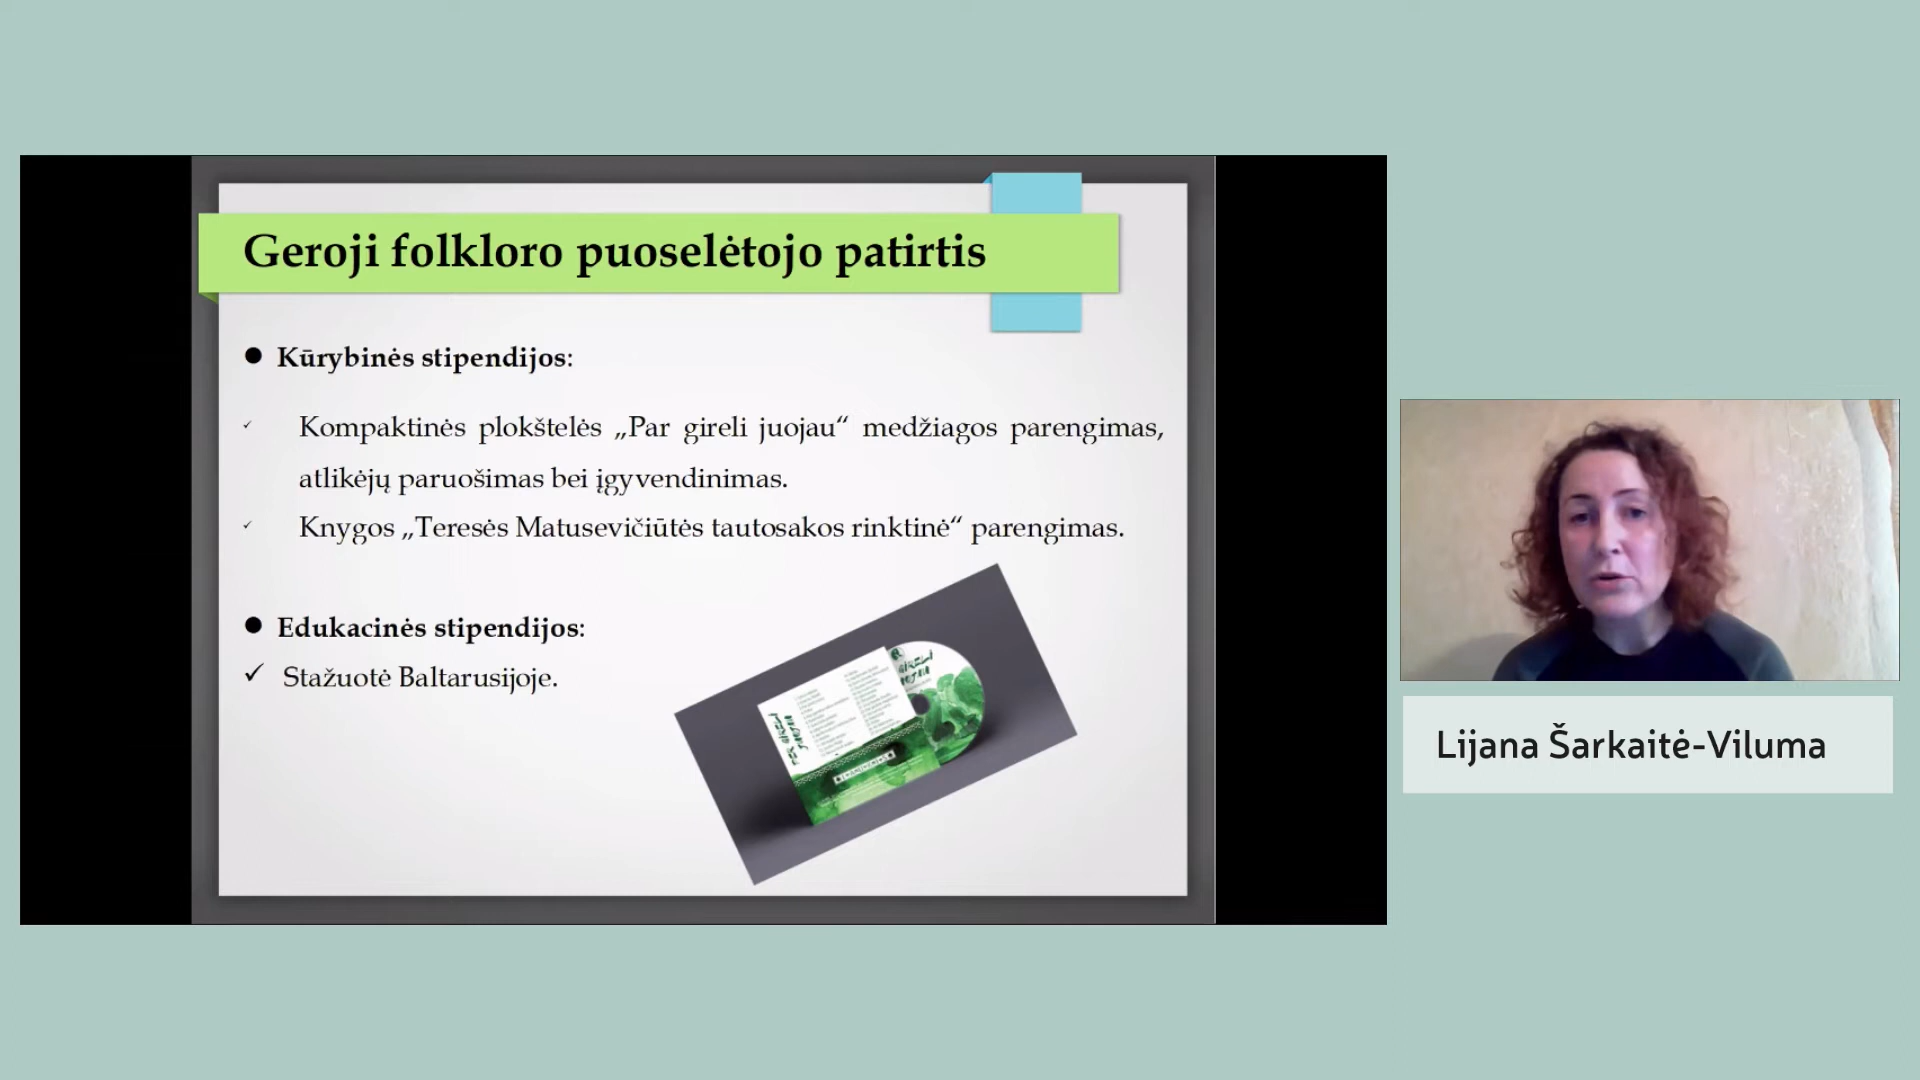 Geroji folkloro puoselėtojo patirtis
● Kūrybinės stipendijos:
✓ Kompaktinės plokštelės „Par gireli juojau“ medžiagos parengimas,
atlikėjų paruošimas bei įgyvendinimas.
✓ Knygos „Teresės Matusevičiūtės tautosakos rinktinė“ parengimas.
● Edukacinės stipendijos:
✓ Stažuotė Baltarusijoje.
Lijana Šarkaitė-Viluma